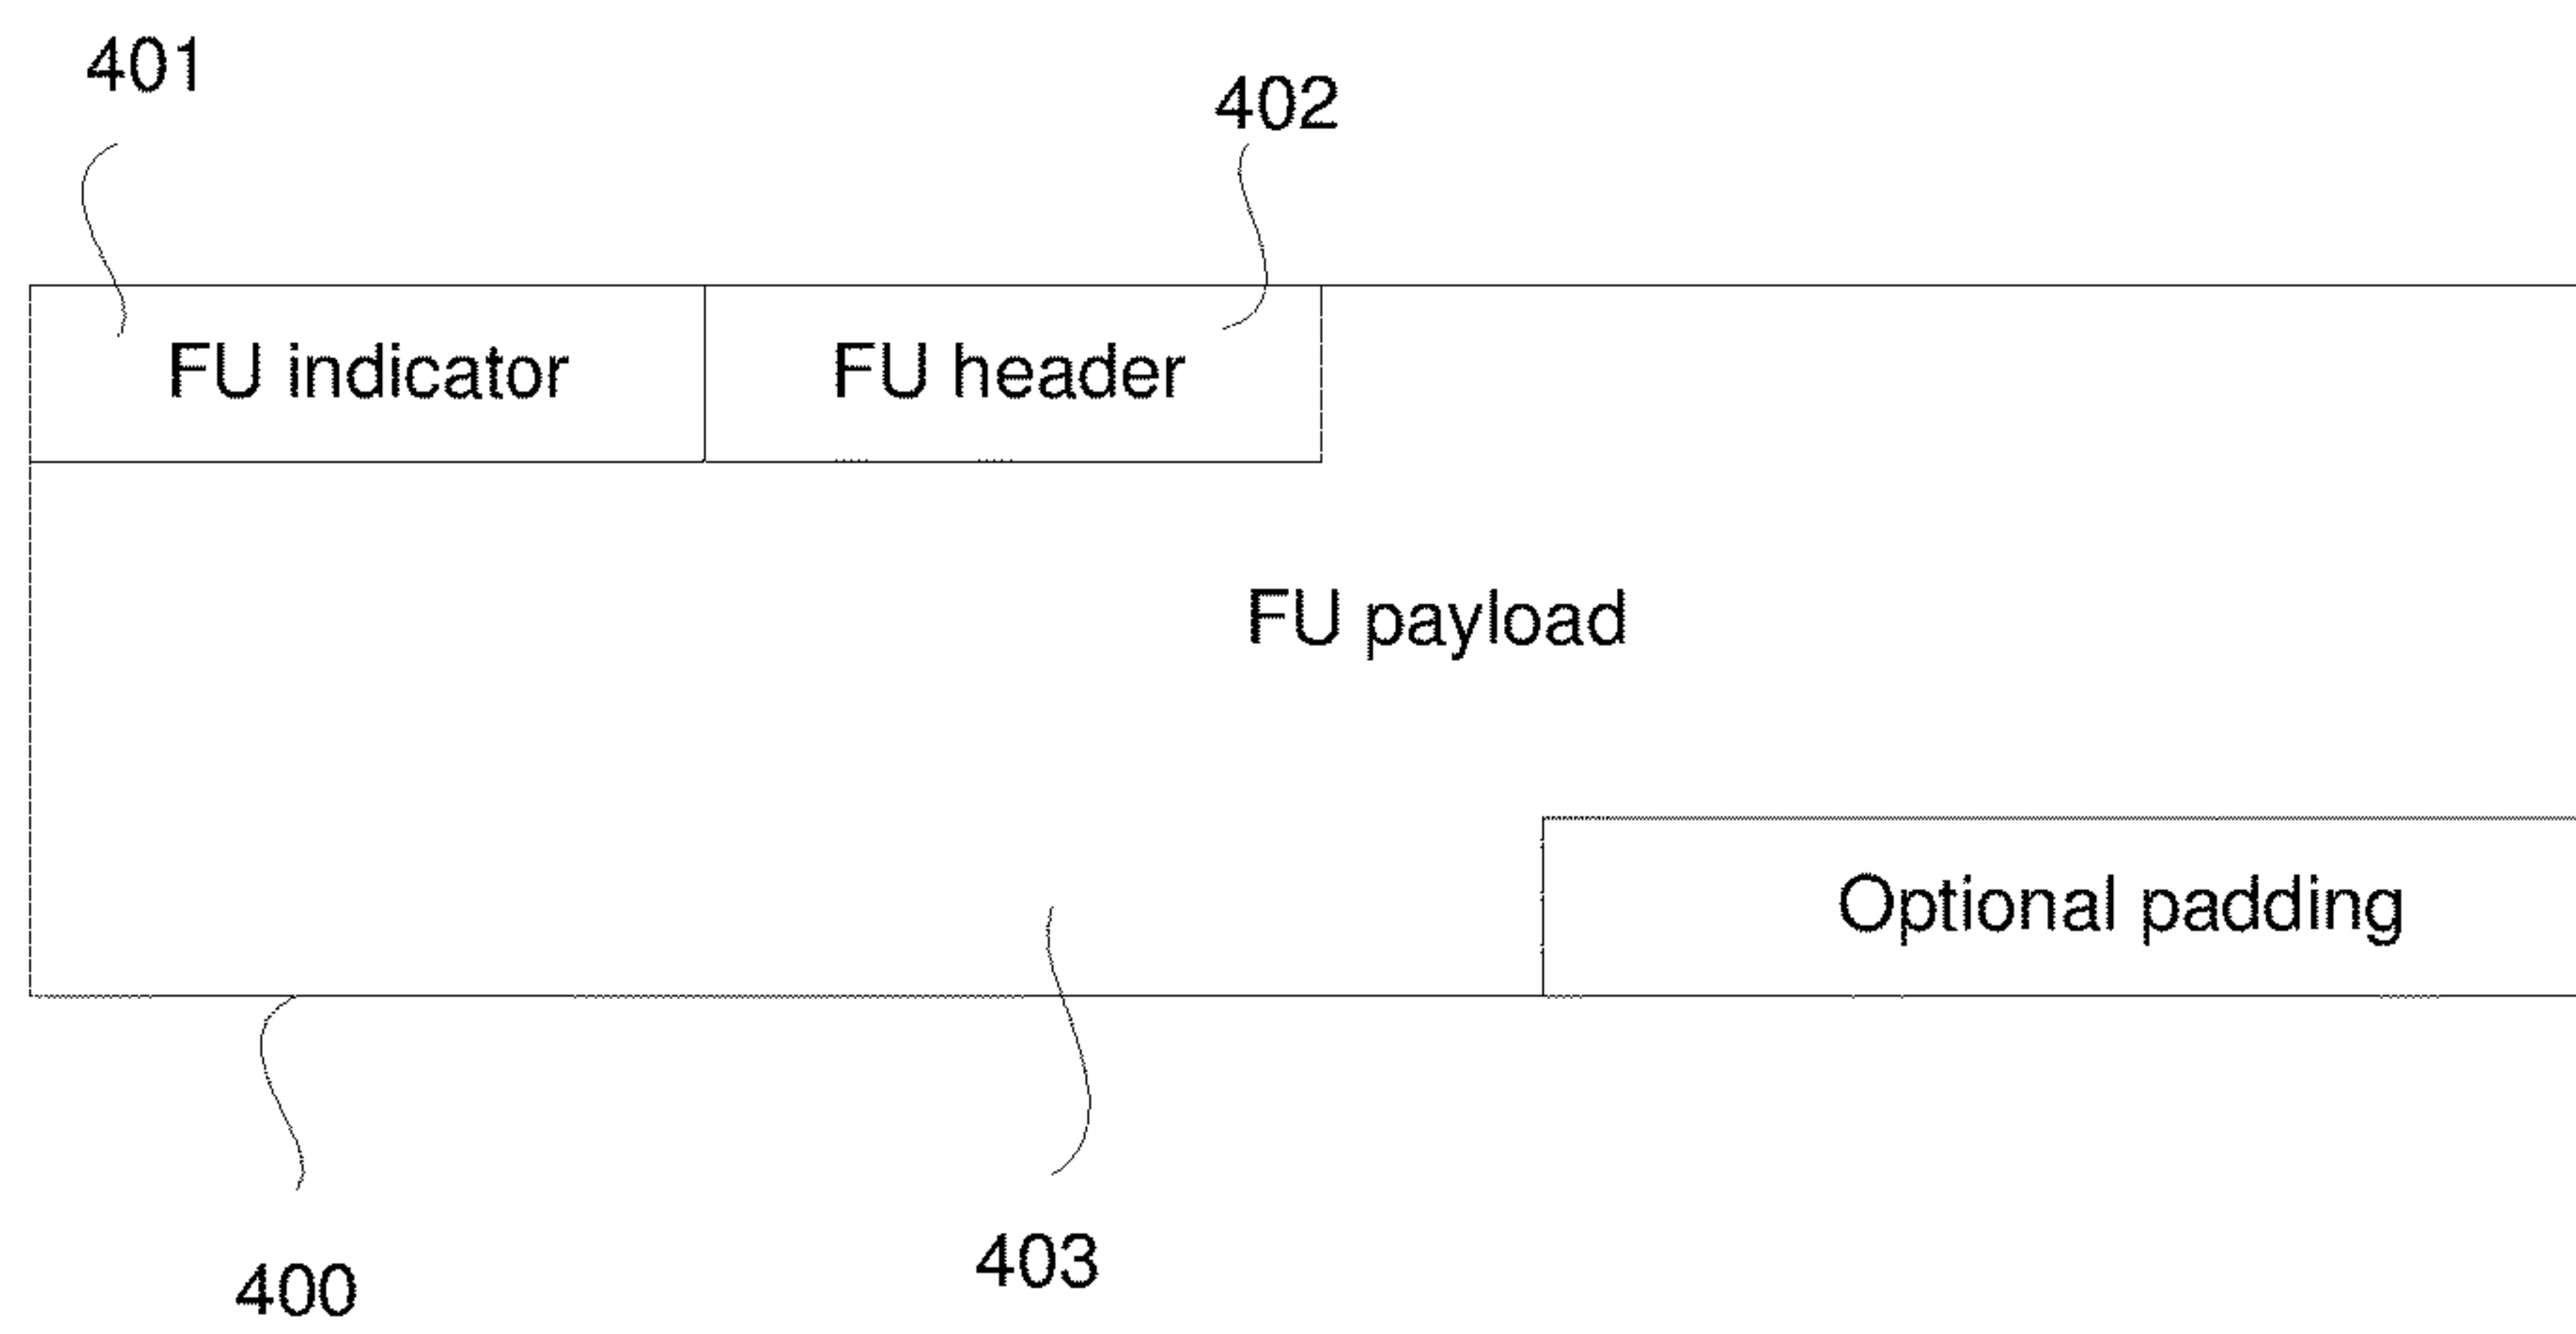 401
402
FU indicator
FU header
FU payload
Optional padding
403
400